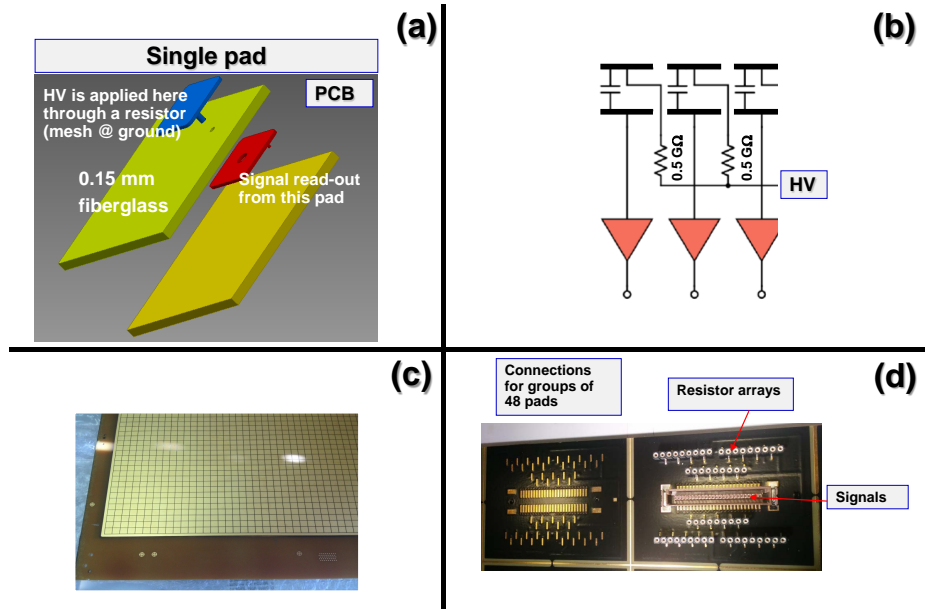 (a)
Single pad
HV is applied here
through a resistor
(mesh @ ground)
PCB
0.15 mm
fiberglass
Signal read-out
from this pad
(b)
0.5 GΩ
0.5 GΩ
HV
(c)
(d)
Connections
for groups of
48 pads
Resistor arrays
Signals